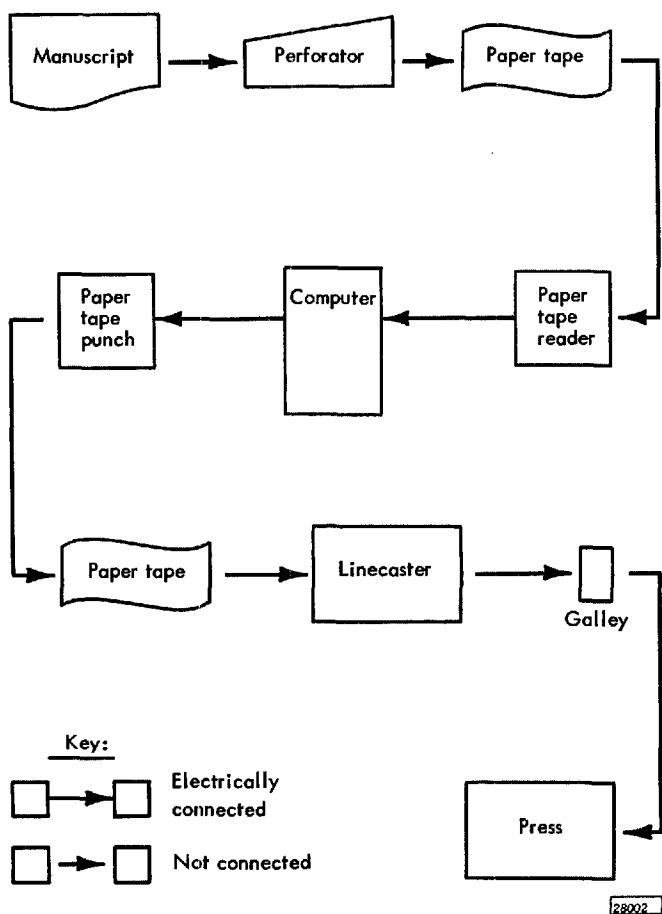 Manuscript
Perforator
Paper tape
Paper
tape
punch
Computer
Paper
tape
reader
Paper tape
Linecaster
Galley
Key:
Electrically
connected
Not connected
Press
28002